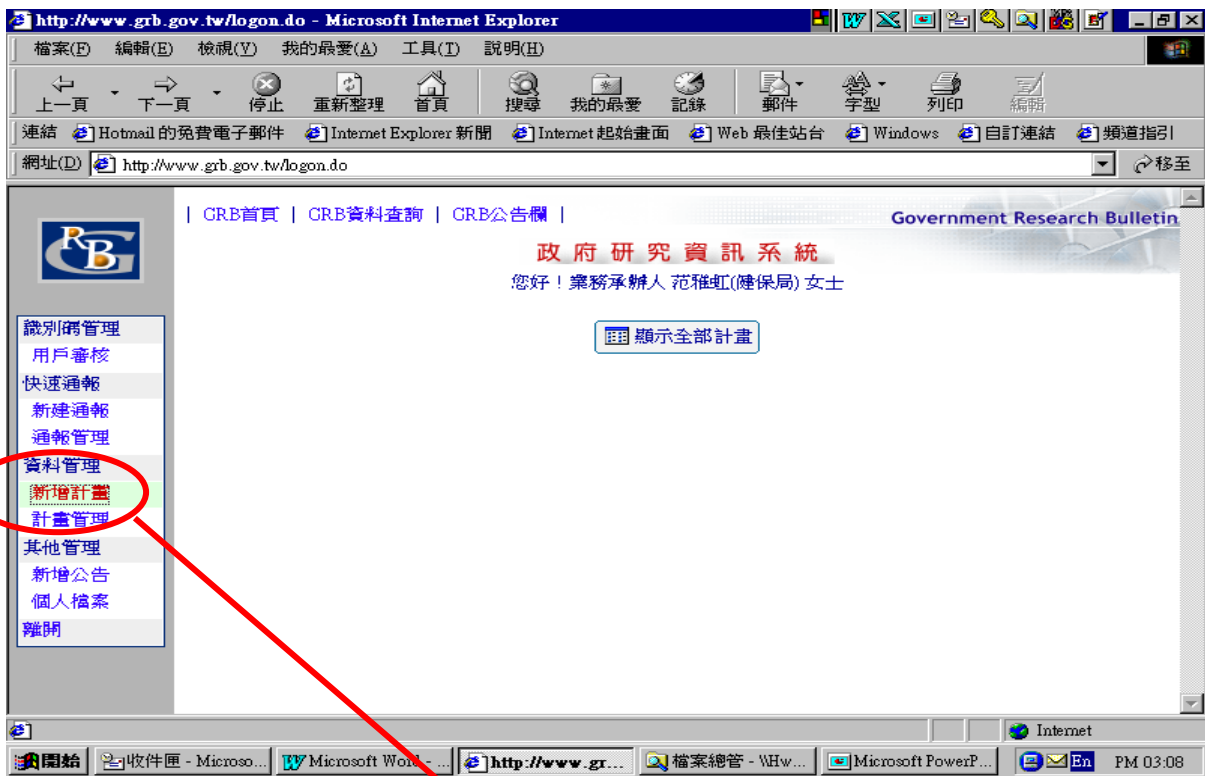 http://www.grb.gov.tw/logon.do - Microsoft Internet Explorer
檔案(F) 編輯(E) 檢視(V) 我的最愛(A) 工具(T) 說明(H)
上一頁 下一頁 停止 重新整理 首頁 搜尋 我的最愛 記錄 郵件 字型 列印 編輯
連結 Hotmail 的免費電子郵件 Internet Explorer 新聞 Internet 起始畫面 Web 最佳站台 Windows 自訂連結 頻道指引
網址(D) http://www.grb.gov.tw/logon.do 移至
RBG
| GRB首頁 | GRB資料查詢 | GRB公告欄 |
Government Research Bulletin
政府研究資訊系統
您好！業務承辦人 范雅虹(健保局) 女士
顯示全部計畫
識別碼管理
用戶審核
快速通報
新建通報
通報管理
資料管理
新增計畫
計畫管理
其他管理
新增公告
個人檔案
離開
Internet
開始 收件匣 - Microso... Microsoft Word - ... http://www.gr... 檔案總管 - \\Hw... Microsoft PowerP... En PM 03:08